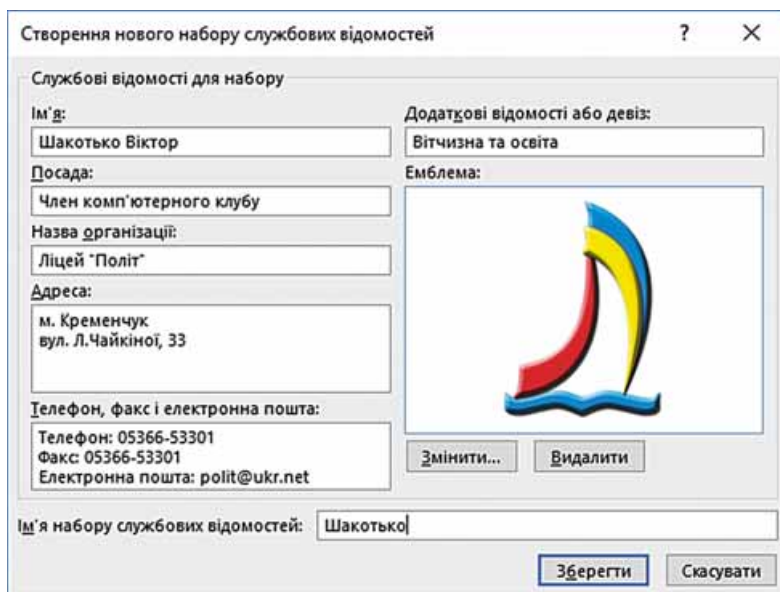 Створення нового набору службових відомостей ? ×
Службові відомості для набору
Ім'я:
Шакотько Віктор
Посада:
Член комп'ютерного клубу
Назва організації:
Ліцей "Політ"
Адреса:
м. Кременчук
вул. Л.Чайкіної, 33
Телефон, факс і електронна пошта:
Телефон: 05366-53301
Факс: 05366-53301
Електронна пошта: polit@ukr.net
Додаткові відомості або девіз:
Вітчизна та освіта
Емблема:
Змінити... Видалити
Ім'я набору службових відомостей: Шакотько
Зберегти Скасувати